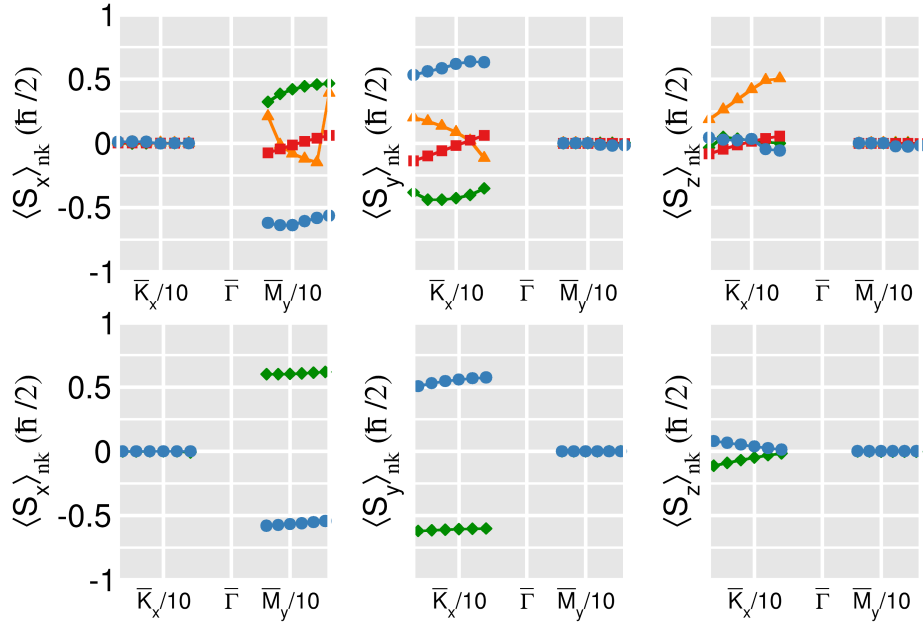 1
0.5
0
-0.5
-1
⟨Sx⟩nk (ħ/2)
⟨Sy⟩nk (ħ/2)
⟨Sz⟩nk (ħ/2)
K̅x/10 Γ̅ M̅y/10
K̅x/10 Γ̅ M̅y/10
K̅x/10 Γ̅ M̅y/10
1
0.5
0
-0.5
-1
⟨Sx⟩nk (ħ/2)
⟨Sy⟩nk (ħ/2)
⟨Sz⟩nk (ħ/2)
K̅x/10 Γ̅ M̅y/10
K̅x/10 Γ̅ M̅y/10
K̅x/10 Γ̅ M̅y/10